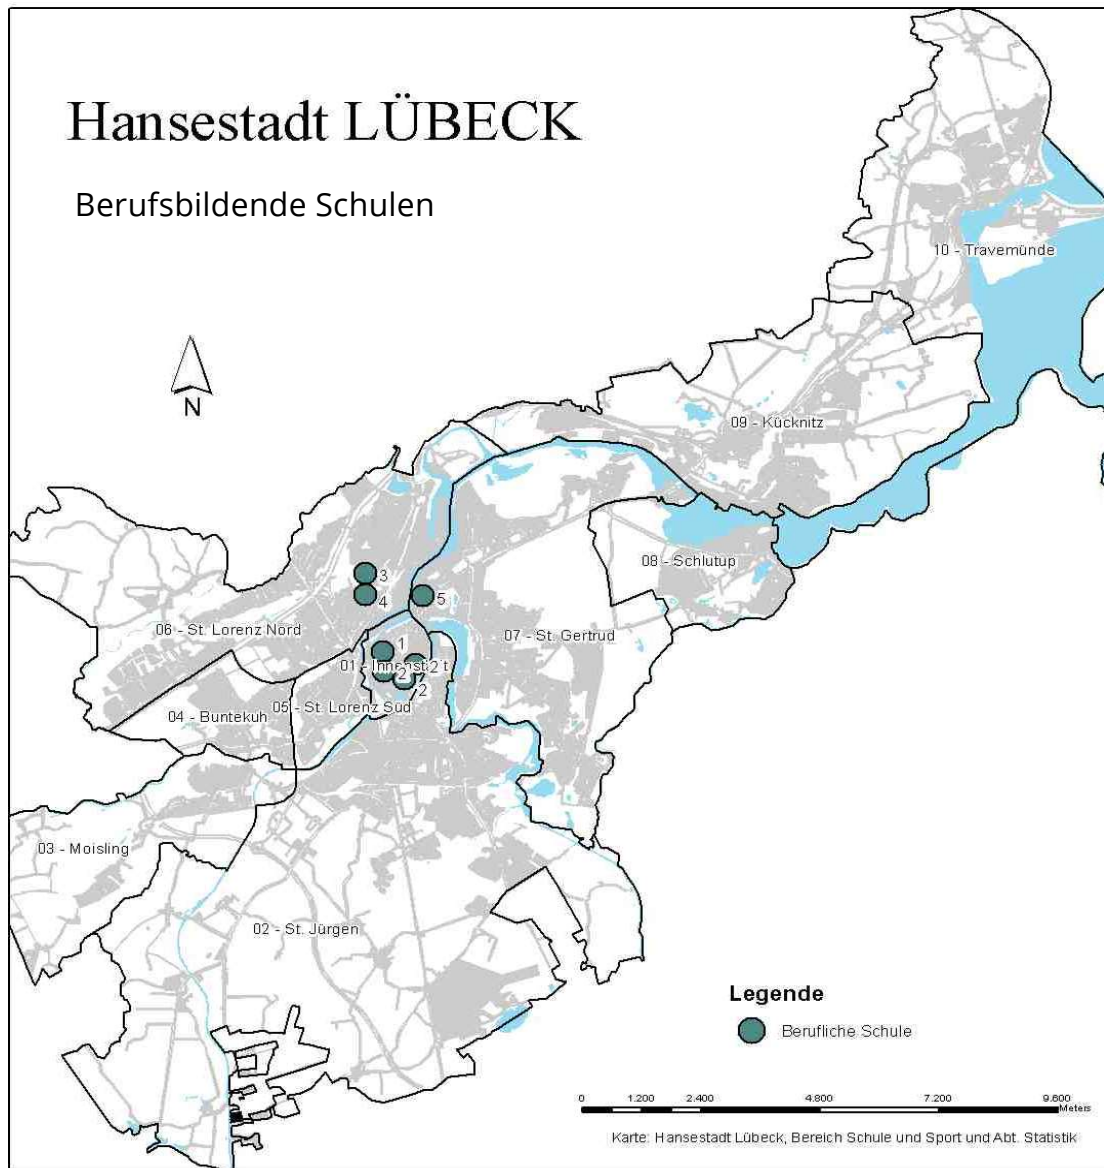 Hansestadt LÜBECK
Berufsbildende Schulen
10 - Travemünde
N
09 - Kücknitz
08 - Schlutup
3
4
5
06 - St. Lorenz Nord
07 - St. Gertrud
1
01 - Innenstadt
2
2
2
05 - St. Lorenz Süd
04 - Buntekuh
03 - Moisling
02 - St. Jürgen
Legende
Berufliche Schule
0 1.200 2.400 4.800 7.200 9.600
Meters
Karte: Hansestadt Lübeck, Bereich Schule und Sport und Abt. Statistik